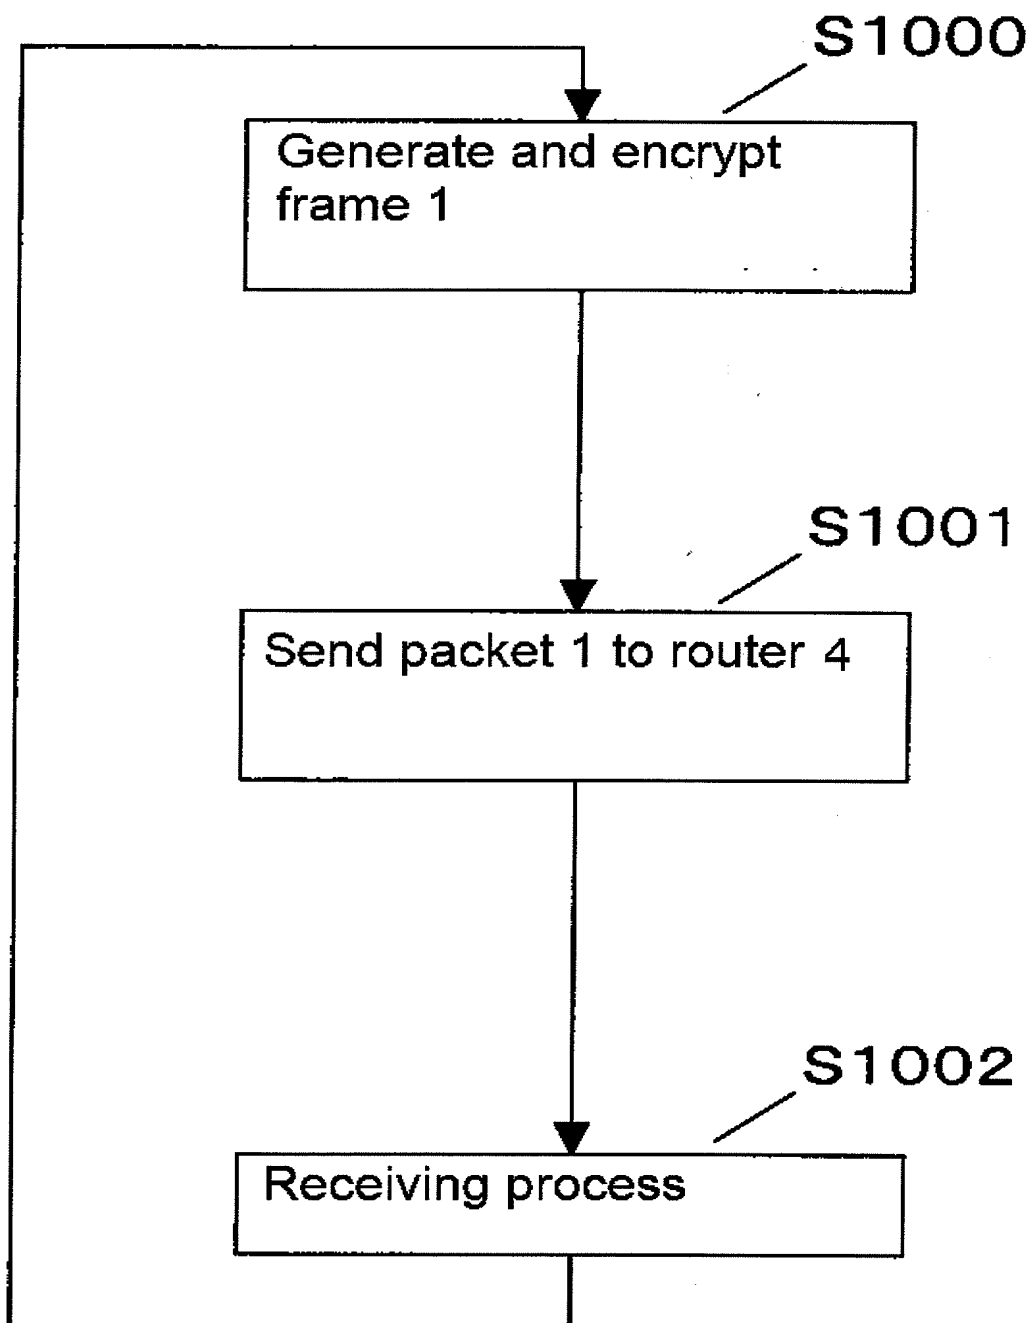 S1000
Generate and encrypt
frame 1
S1001
Send packet 1 to router 4
S1002
Receiving process